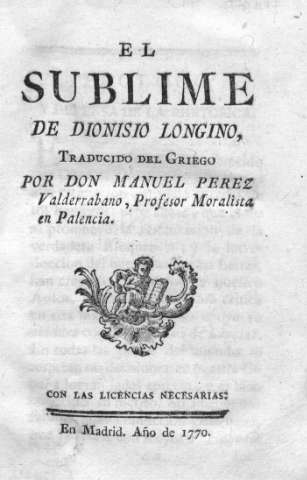 EL
SUBLIME
DE DIONISIO LONGINO,
TRADUCIDO DEL GRIEGO
POR DON MANUEL PEREZ
Valderrabano, Profesor Moralista
en Palencia.
CON LAS LICENCIAS NECESARIAS:
En Madrid. Año de 1770.